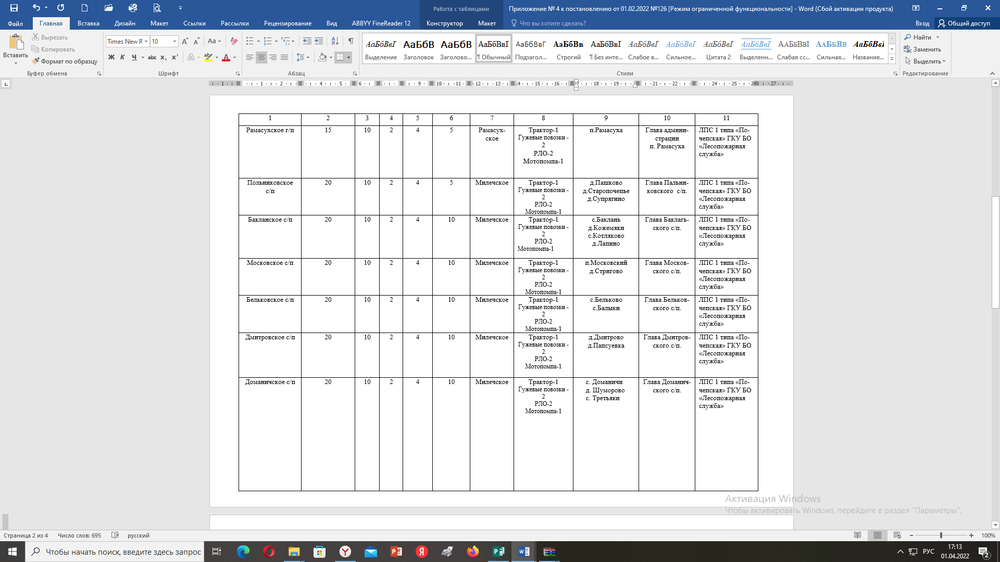 Работа с таблицами
Приложение № 4 к постановлению от 01.02.2022 №126 [Режим ограниченной функциональности] - Word (Сбой активации продукта)
Файл Главная Вставка Дизайн Макет Ссылки Рассылки Рецензирование Вид ABBYY FineReader 12 Конструктор Макет Что вы хотите сделать? Вход Общий доступ
Вставить
Вырезать
Копировать
Формат по образцу
Буфер обмена
Times New R 10
Шрифт
Абзац
АаБбВвГ Выделение
АаБбВ Заголовок
АаБбВ Заголово...
АаБбВвГ ¶ Обычный
АаБбВвГ Подзагол...
АаБбВвГ Строгий
АаБбВвГ ¶ Без инте...
АаБбВвГ Слабое в...
АаБбВвГ Сильное...
АаБбВвГ Цитата 2
АаБбВвГ Выделенн...
ААББВВГ Слабая сс...
ААББВВ Сильная...
АаБбВвГ Название...
Стили
Найти
Заменить
Выделить
Редактирование
1 2 3 4 5 6 7 8 9 10 11
Рамасухское г/п 15 10 2 4 5
Рамасух-
ское
Трактор-1
Гужевые повозки -
2
РЛО-2
Мотопомпа-1
п.Рамасуха
Глава админи-
страции
п. Рамасуха
ЛПС 1 типа «По-
чепская» ГКУ БО
«Лесопожарная
служба»
Польниковское
с/п
20 10 2 4 5 Милечское
Трактор-1
Гужевые повозки -
2
РЛО-2
Мотопомпа-1
д.Пашково
д.Старопочепье
д.Супрягино
Глава Пальни-
ковского с/п.
ЛПС 1 типа «По-
чепская» ГКУ БО
«Лесопожарная
служба»
Бакланское с/п 20 10 2 4 10 Милечское
Трактор-1
Гужевые повозки -
2
РЛО-2
Мотопомпа-1
с.Баклань
д.Кожемяки
с.Котляково
д.Лапино
Глава Баклагь-
ского с/п.
ЛПС 1 типа «По-
чепская» ГКУ БО
«Лесопожарная
служба»
Московское с/п 20 10 2 4 10 Милечское
Трактор-1
Гужевые повозки -
2
РЛО-2
Мотопомпа-1
п.Московский
д.Стригово
Глава Москов-
ского с/п.
ЛПС 1 типа «По-
чепская» ГКУ БО
«Лесопожарная
служба»
Бельковское с/п 20 10 2 4 10 Милечское
Трактор-1
Гужевые повозки -
2
РЛО-2
Мотопомпа-1
с.Бельково
с.Балыки
Глава Бельков-
ского с/п.
ЛПС 1 типа «По-
чепская» ГКУ БО
«Лесопожарная
служба»
Дмитровское с/п 20 10 2 4 10 Милечское
Трактор-1
Гужевые повозки -
2
РЛО-2
Мотопомпа-1
д.Дмитрово
д.Папсуевка
Глава Дмитров-
ского с/п.
ЛПС 1 типа «По-
чепская» ГКУ БО
«Лесопожарная
служба»
Доманичское с/п 20 10 2 4 10 Милечское
Трактор-1
Гужевые повозки -
2
РЛО-2
Мотопомпа-1
с. Доманичи
д. Шуморово
с. Третьяки
Глава Доманич-
ского с/п.
ЛПС 1 типа «По-
чепская» ГКУ БО
«Лесопожарная
служба»
Активация Windows
Чтобы активировать Windows, перейдите в раздел "Параметры".
Страница 2 из 4 Число слов: 695 русский 100%
Чтобы начать поиск, введите здесь запрос
РУС
17:13
01.04.2022
2